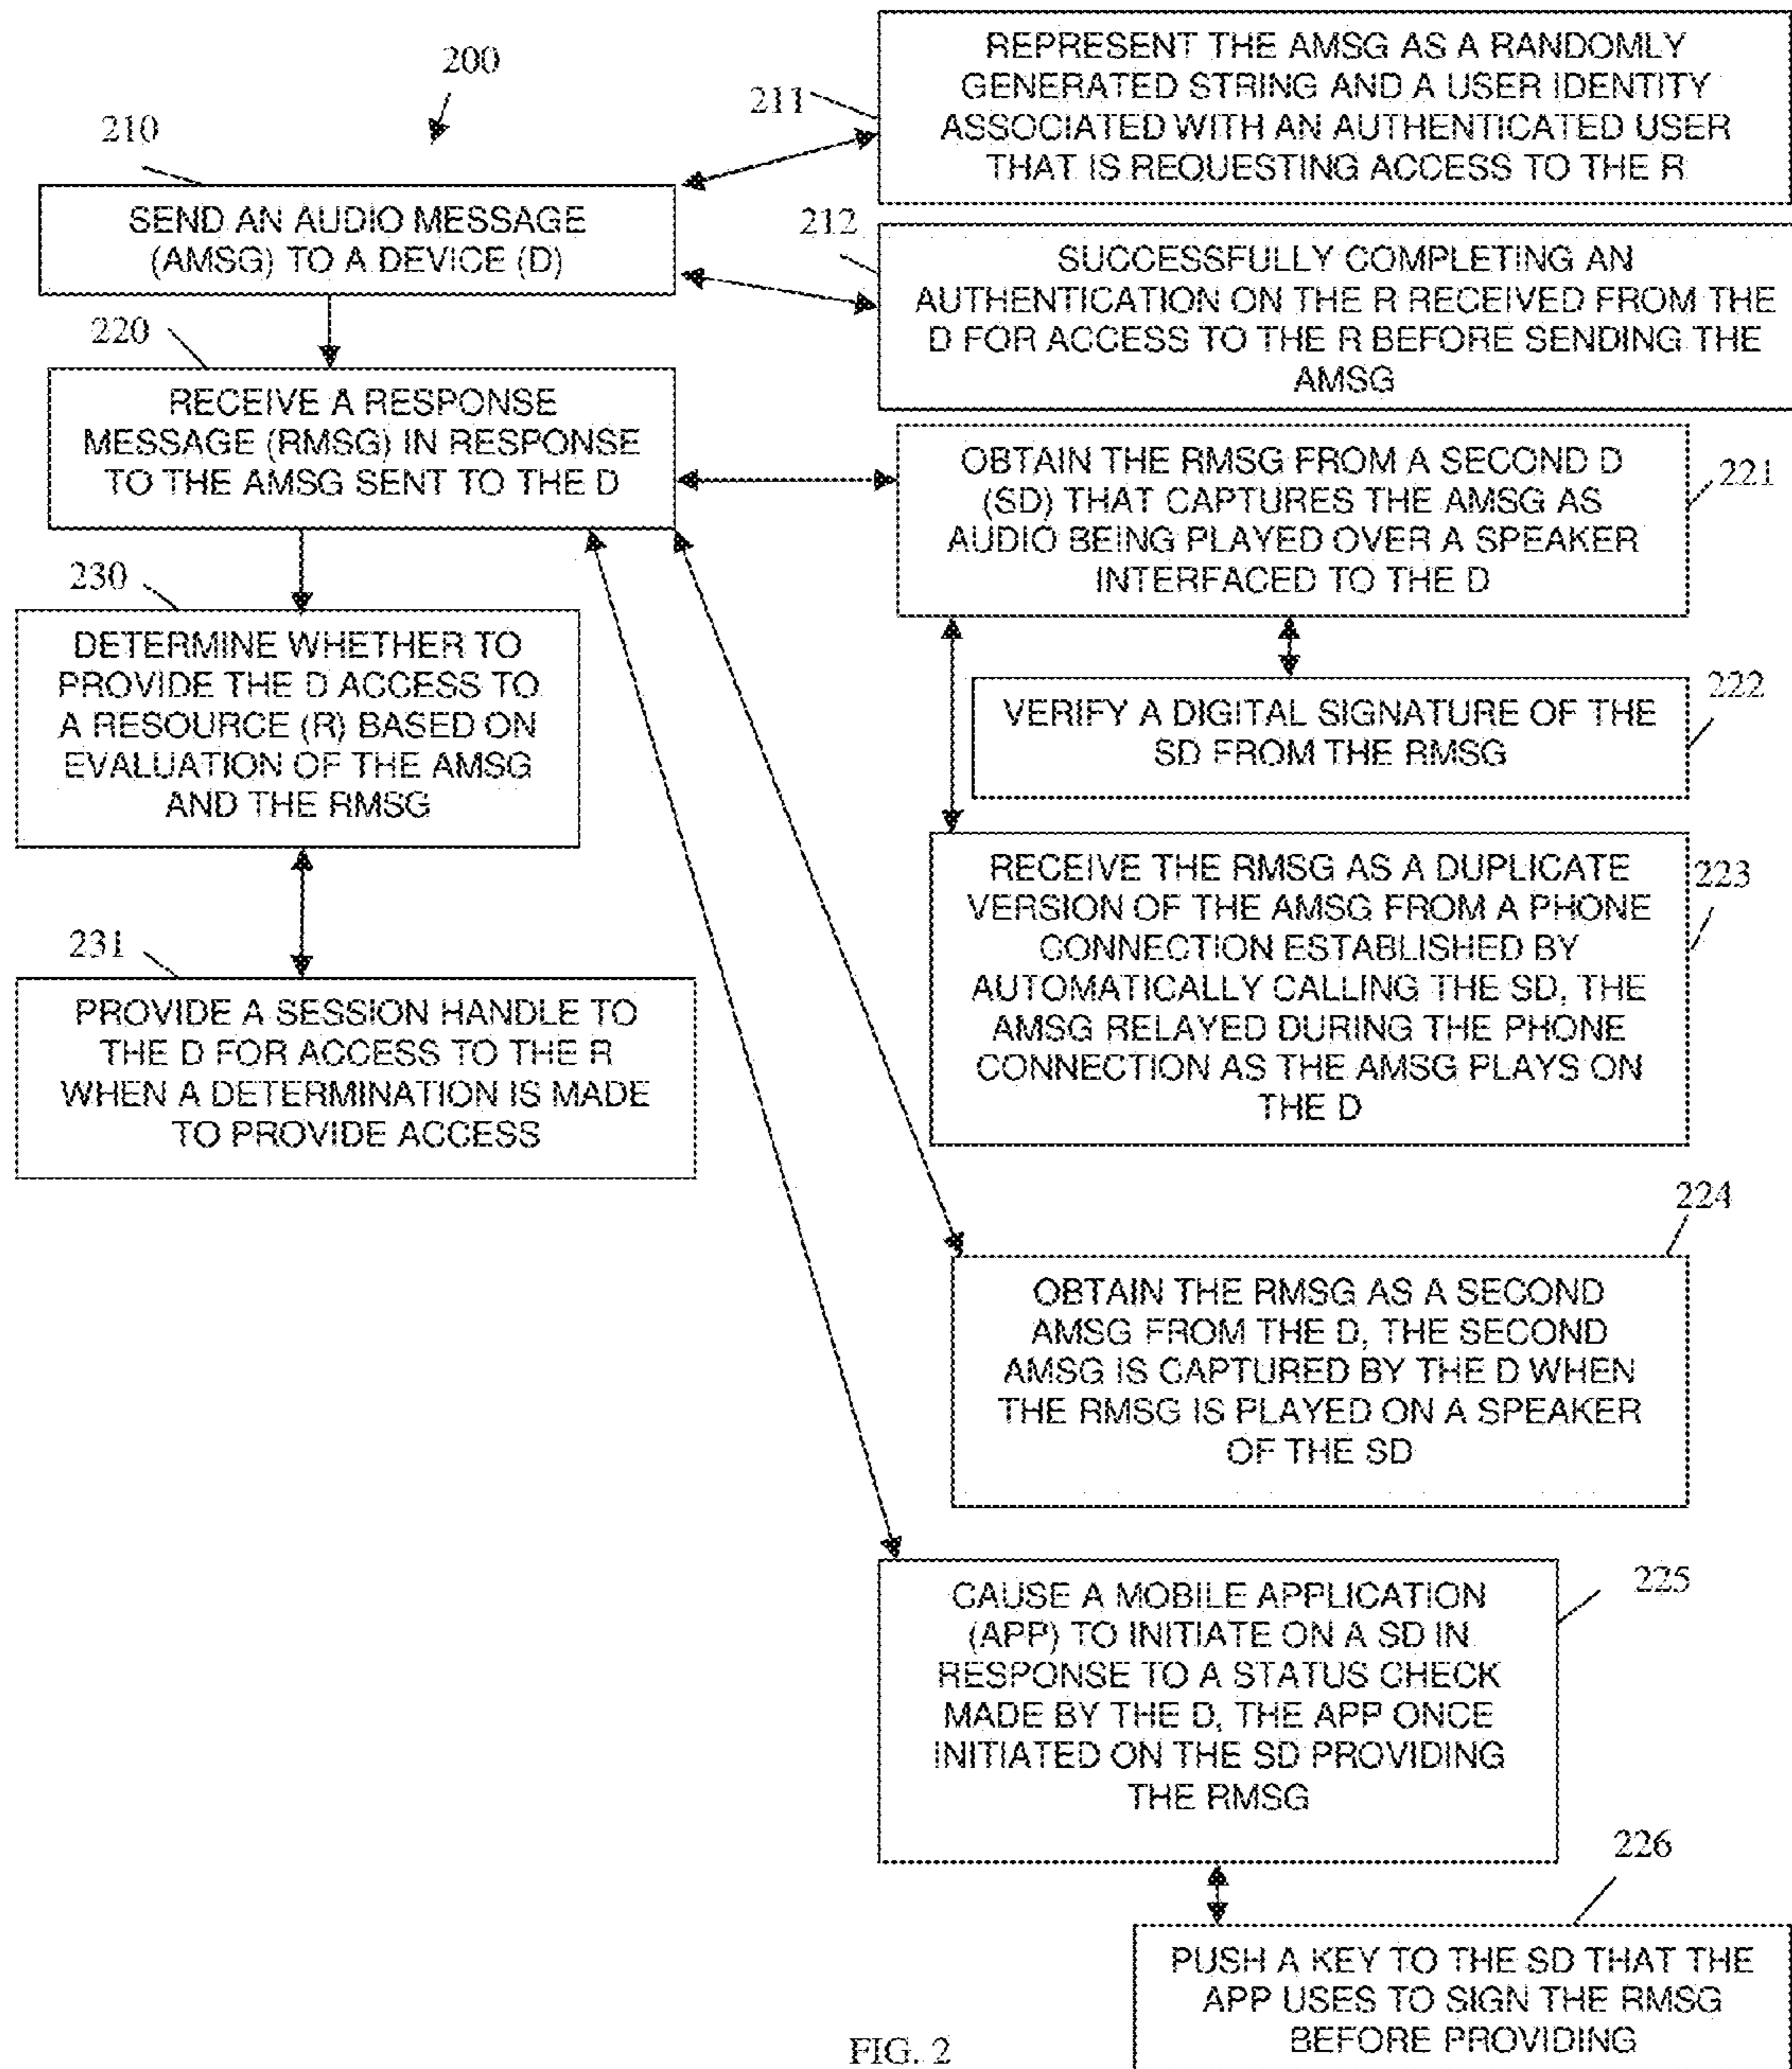 200
210
SEND AN AUDIO MESSAGE
(AMSG) TO A DEVICE (D)
211
REPRESENT THE AMSG AS A RANDOMLY
GENERATED STRING AND A USER IDENTITY
ASSOCIATED WITH AN AUTHENTICATED USER
THAT IS REQUESTING ACCESS TO THE R
212
SUCCESSFULLY COMPLETING AN
AUTHENTICATION ON THE R RECEIVED FROM THE
D FOR ACCESS TO THE R BEFORE SENDING THE
AMSG
220
RECEIVE A RESPONSE
MESSAGE (RMSG) IN RESPONSE
TO THE AMSG SENT TO THE D
221
OBTAIN THE RMSG FROM A SECOND D
(SD) THAT CAPTURES THE AMSG AS
AUDIO BEING PLAYED OVER A SPEAKER
INTERFACED TO THE D
222
VERIFY A DIGITAL SIGNATURE OF THE
SD FROM THE RMSG
223
RECEIVE THE RMSG AS A DUPLICATE
VERSION OF THE AMSG FROM A PHONE
CONNECTION ESTABLISHED BY
AUTOMATICALLY CALLING THE SD, THE
AMSG RELAYED DURING THE PHONE
CONNECTION AS THE AMSG PLAYS ON
THE D
230
DETERMINE WHETHER TO
PROVIDE THE D ACCESS TO
A RESOURCE (R) BASED ON
EVALUATION OF THE AMSG
AND THE RMSG
231
PROVIDE A SESSION HANDLE TO
THE D FOR ACCESS TO THE R
WHEN A DETERMINATION IS MADE
TO PROVIDE ACCESS
224
OBTAIN THE RMSG AS A SECOND
AMSG FROM THE D, THE SECOND
AMSG IS CAPTURED BY THE D WHEN
THE RMSG IS PLAYED ON A SPEAKER
OF THE SD
225
CAUSE A MOBILE APPLICATION
(APP) TO INITIATE ON A SD IN
RESPONSE TO A STATUS CHECK
MADE BY THE D, THE APP ONCE
INITIATED ON THE SD PROVIDING
THE RMSG
226
PUSH A KEY TO THE SD THAT THE
APP USES TO SIGN THE RMSG
BEFORE PROVIDING
FIG. 2